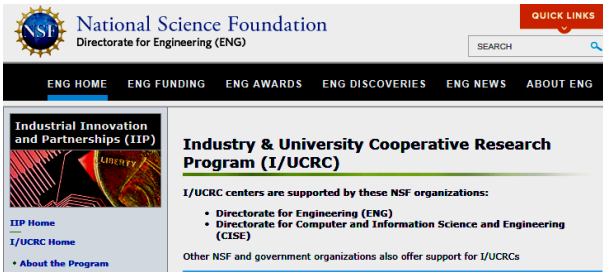 NSF
National Science Foundation
Directorate for Engineering (ENG)
QUICK LINKS
SEARCH
ENG HOME ENG FUNDING ENG AWARDS ENG DISCOVERIES ENG NEWS ABOUT ENG
Industrial Innovation
and Partnerships (IIP)
LIBERTY
IIP Home
I/UCRC Home
• About the Program
Industry & University Cooperative Research
Program (I/UCRC)
I/UCRC centers are supported by these NSF organizations:
• Directorate for Engineering (ENG)
• Directorate for Computer and Information Science and Engineering
(CISE)
Other NSF and government organizations also offer support for I/UCRCs